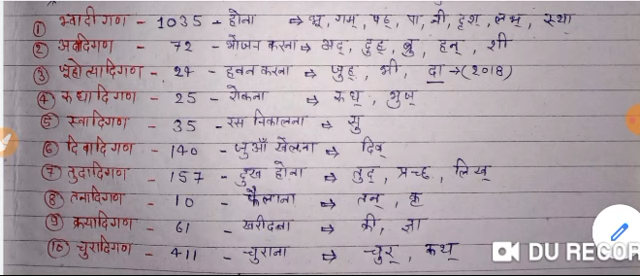 ① भ्वादिगण - 1035 - होना ⇒ भू, गम्, पठ्, पा, नी, दृश्, लभ्, स्था
② अदादिगण - 72 - भोजन करना ⇒ अद्, दुह्, ब्रू, हन्, शी
③ जुहोत्यादिगण - 24 - हवन करना ⇒ जुह्, भी, दा → (2018)
④ रुधादिगण - 25 - रोकना ⇒ रुध्, भुज्
⑤ स्वादिगण - 35 - रस निकालना ⇒ सु
⑥ दिवादिगण - 140 - जुआँ खेलना ⇒ दिव्
⑦ तुदादिगण - 157 - दुख होना ⇒ तुद्, प्रच्छ्, लिख्
⑧ तनादिगण - 10 - फैलाना ⇒ तन्, कृ
⑨ क्रयादिगण - 61 - खरीदना ⇒ क्री, ज्ञा
⑩ चुरादिगण - 411 - चुराना ⇒ चुर्, कथ्
DU RECOR